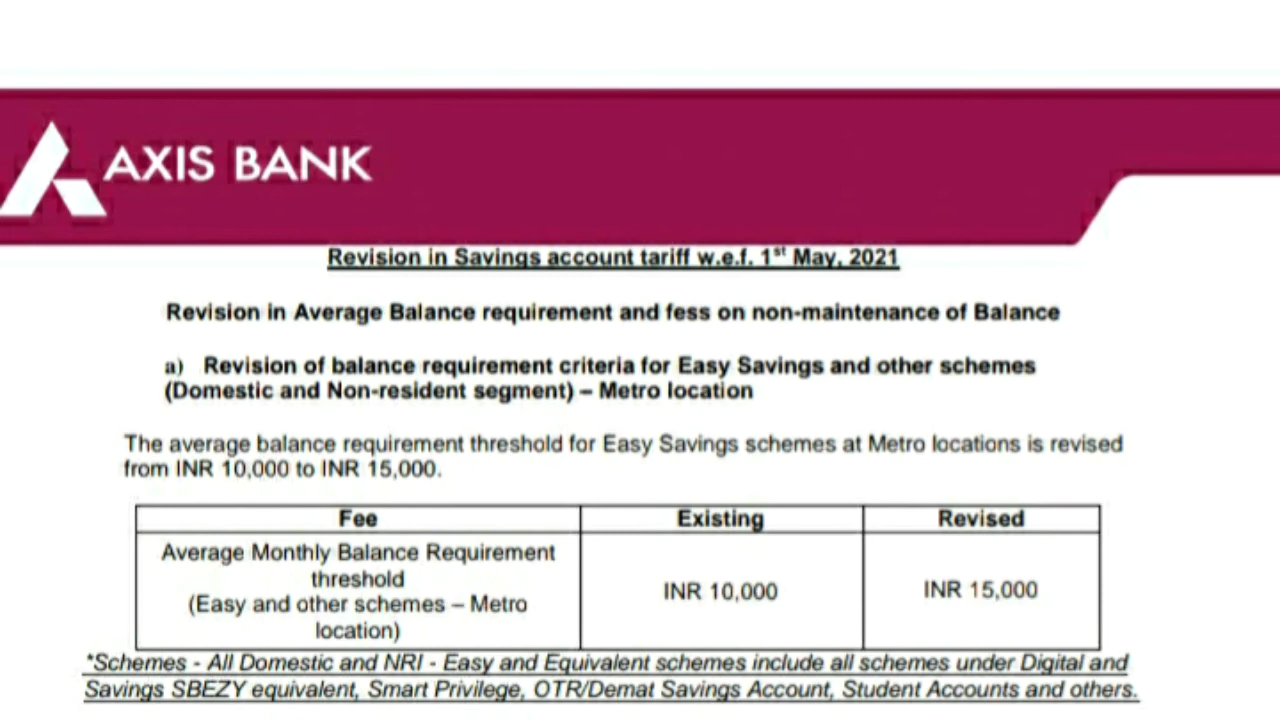 AXIS BANK
Revision in Savings account tariff w.e.f. 1st May, 2021
Revision in Average Balance requirement and fess on non-maintenance of Balance
a) Revision of balance requirement criteria for Easy Savings and other schemes
(Domestic and Non-resident segment) – Metro location
The average balance requirement threshold for Easy Savings schemes at Metro locations is revised
from INR 10,000 to INR 15,000.
Fee Existing Revised
Average Monthly Balance Requirement
threshold
(Easy and other schemes – Metro
location)
INR 10,000 INR 15,000
*Schemes - All Domestic and NRI - Easy and Equivalent schemes include all schemes under Digital and
Savings SBEZY equivalent, Smart Privilege, OTR/Demat Savings Account, Student Accounts and others.